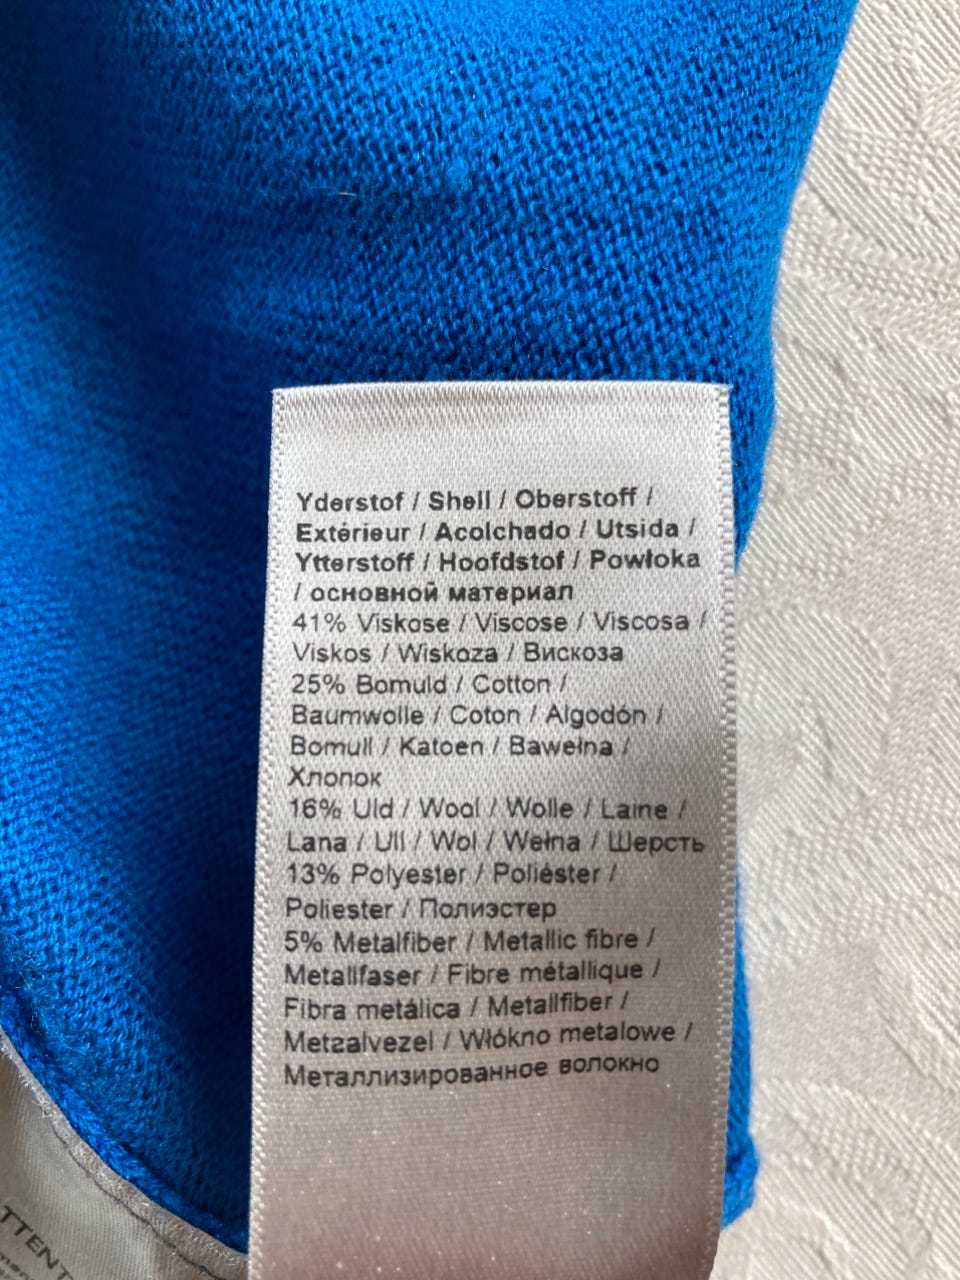 Yderstof / Shell / Oberstoff /
Extérieur / Acolchado / Utsida /
Ytterstoff / Hoofdstof / Powłoka
/ основной материал
41% Viskose / Viscose / Viscosa /
Viskos / Wiskoza / Вискоза
25% Bomuld / Cotton /
Baumwolle / Coton / Algodón /
Bomull / Katoen / Bawełna /
Хлопок
16% Uld / Wool / Wolle / Laine /
Lana / Ull / Wol / Wełna / Шерсть
13% Polyester / Poliéster /
Poliester / Полиэстер
5% Metalfiber / Metallic fibre /
Metallfaser / Fibre métallique /
Fibra metálica / Metallfiber /
Metaalvezel / Włókno metalowe /
Металлизированное волокно
TTENT